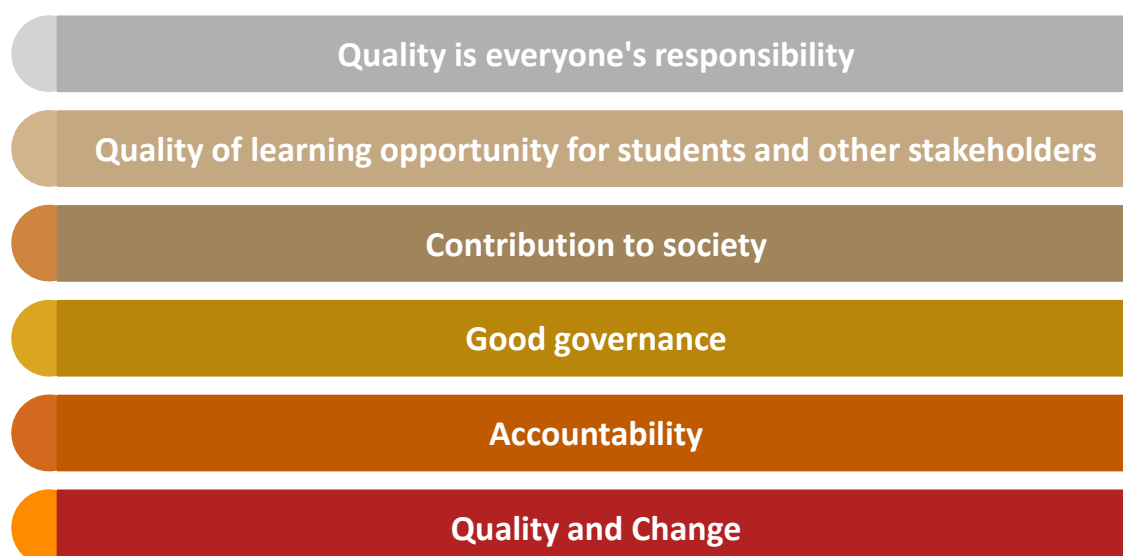 Quality is everyone's responsibility
Quality of learning opportunity for students and other stakeholders
Contribution to society
Good governance
Accountability
Quality and Change